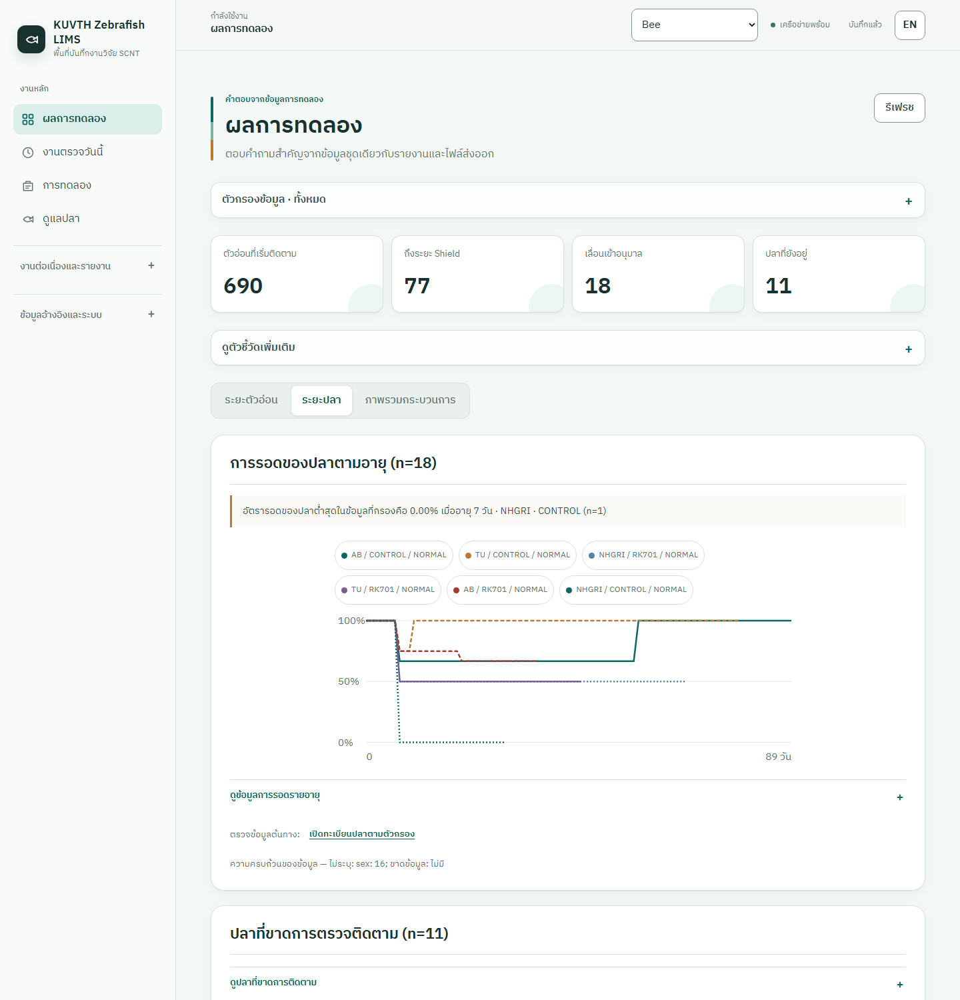 KUVTH Zebrafish
LIMS
พื้นที่บันทึกงานวิจัย SCNT
กำลังใช้งาน
ผลการทดลอง
Bee
เครือข่ายพร้อม
บันทึกแล้ว
EN
งานหลัก
ผลการทดลอง
งานตรวจวันนี้
การทดลอง
ดูแลปลา
งานต่อเนื่องและรายงาน +
ข้อมูลอ้างอิงและระบบ +
คำตอบจากข้อมูลการทดลอง
ผลการทดลอง
ตอบคำถามสำคัญจากข้อมูลชุดเดียวกับรายงานและไฟล์ส่งออก
รีเฟรช
ตัวกรองข้อมูล · ทั้งหมด +
ตัวอ่อนที่เริ่มติดตาม
690
ถึงระยะ Shield
77
เลื่อนเข้าอนุบาล
18
ปลาที่ยังอยู่
11
ดูตัวชี้วัดเพิ่มเติม +
ระยะตัวอ่อน
ระยะปลา
ภาพรวมกระบวนการ
การรอดของปลาตามอายุ (n=18)
อัตรารอดของปลาต่ำสุดในข้อมูลที่กรองคือ 0.00% เมื่ออายุ 7 วัน · NHGRI · CONTROL (n=1)
AB / CONTROL / NORMAL
TU / CONTROL / NORMAL
NHGRI / RK701 / NORMAL
TU / RK701 / NORMAL
AB / RK701 / NORMAL
NHGRI / CONTROL / NORMAL
100%
50%
0%
0
89 วัน
ดูข้อมูลการรอดรายอายุ +
ตรวจข้อมูลต้นทาง: เปิดทะเบียนปลาตามตัวกรอง
ความครบถ้วนของข้อมูล — ไม่ระบุ: sex: 16; ขาดข้อมูล: ไม่มี
ปลาที่ขาดการตรวจติดตาม (n=11)
ดูปลาที่ขาดการติดตาม +